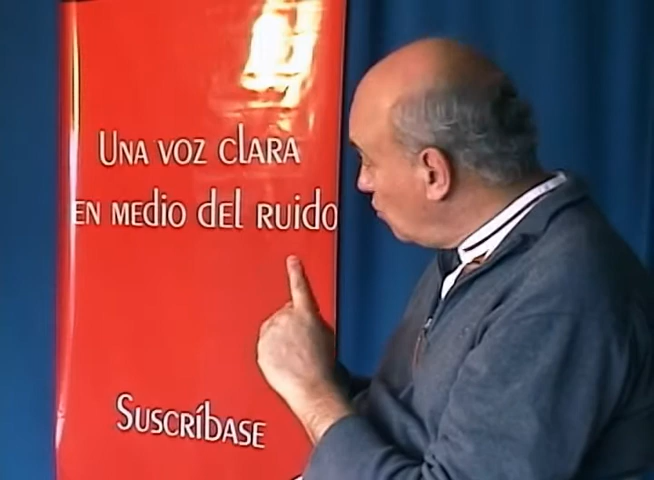 Una voz clara
en medio del ruido
Suscríbase